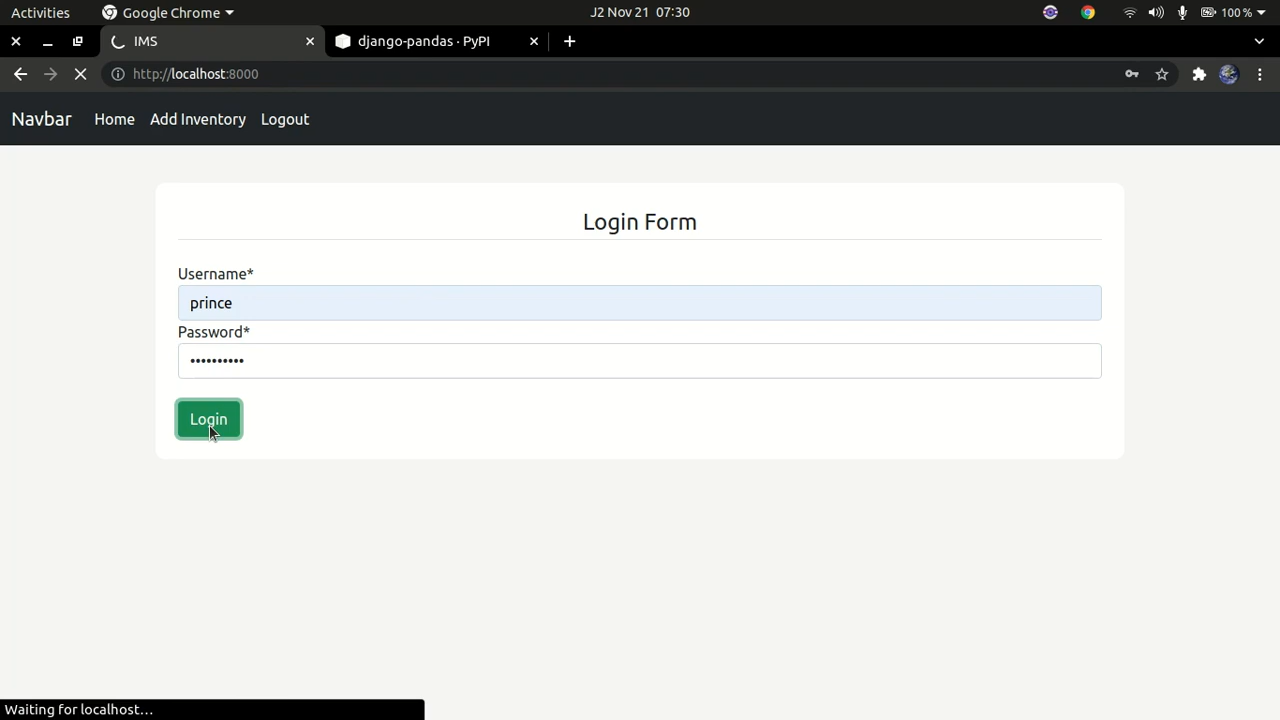 Activities Google Chrome J2 Nov 21 07:30 100 %
IMS django-pandas · PyPI
http://localhost:8000
Navbar Home Add Inventory Logout
Login Form
Username*
prince
Password*
••••••••••
Login
Waiting for localhost…